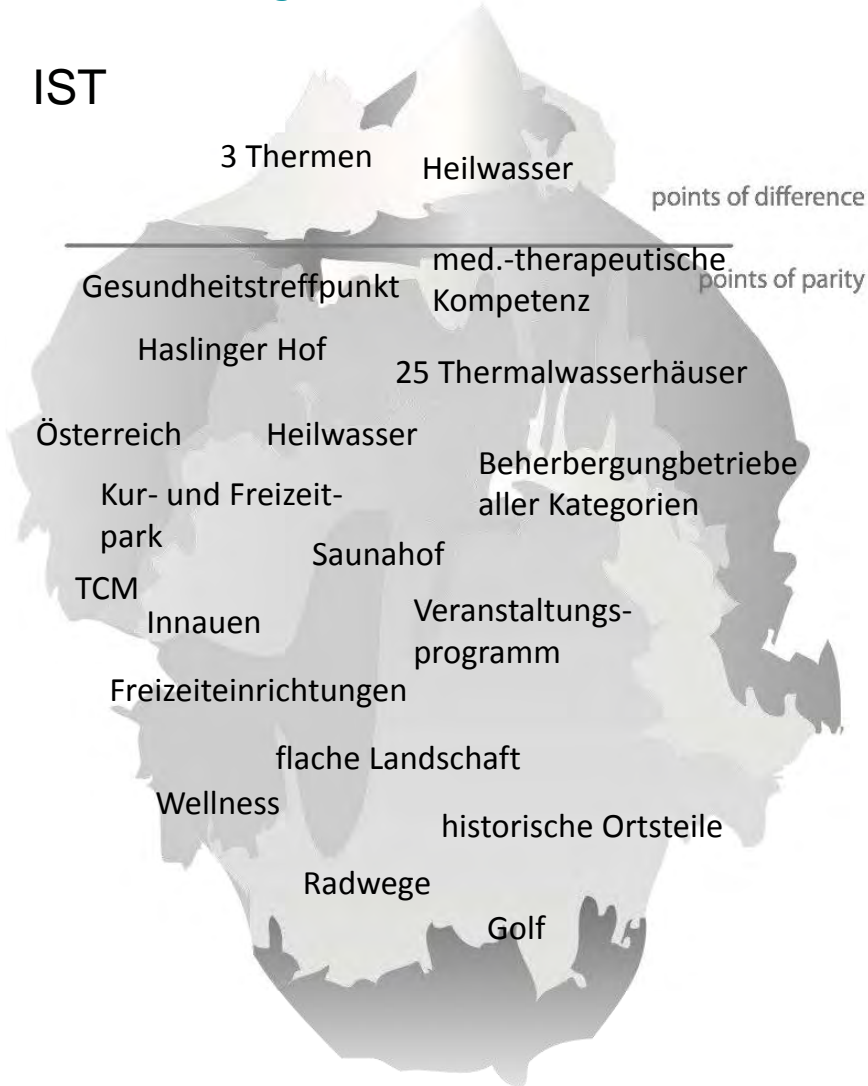 IST
3 Thermen
Heilwasser
points of difference
med.-therapeutische
Kompetenz
points of parity
Gesundheitstreffpunkt
Haslinger Hof
25 Thermalwasserhäuser
Österreich
Heilwasser
Beherbergungbetriebe
aller Kategorien
Kur- und Freizeit-
park
Saunahof
TCM
Innauen
Veranstaltungs-
programm
Freizeiteinrichtungen
flache Landschaft
Wellness
historische Ortsteile
Radwege
Golf